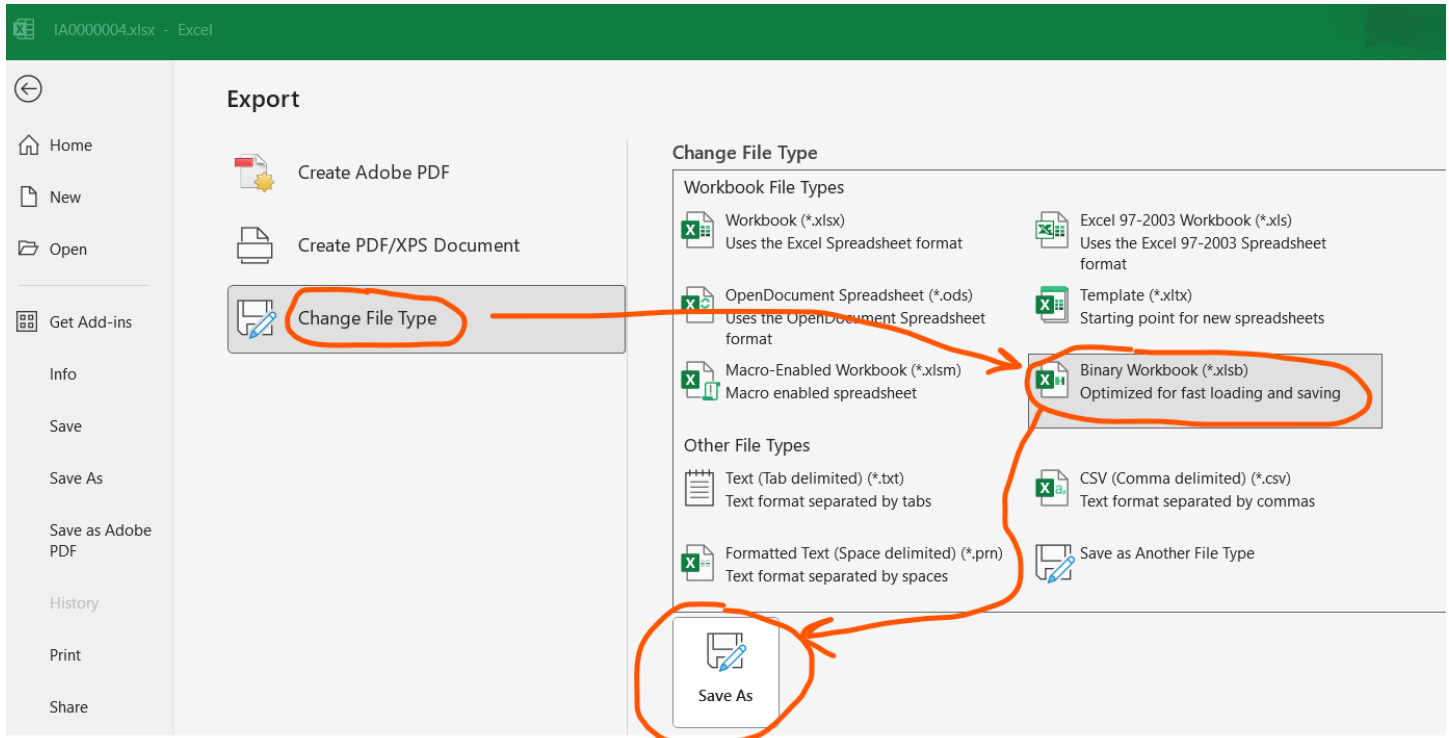 IA0000004.xlsx - Excel
Export
Home
New
Open
Get Add-ins
Info
Save
Save As
Save as Adobe
PDF
History
Print
Share
Create Adobe PDF
Create PDF/XPS Document
Change File Type
Change File Type
Workbook File Types
Workbook (*.xlsx)
Uses the Excel Spreadsheet format
Excel 97-2003 Workbook (*.xls)
Uses the Excel 97-2003 Spreadsheet
format
OpenDocument Spreadsheet (*.ods)
Uses the OpenDocument Spreadsheet
format
Template (*.xltx)
Starting point for new spreadsheets
Macro-Enabled Workbook (*.xlsm)
Macro enabled spreadsheet
Binary Workbook (*.xlsb)
Optimized for fast loading and saving
Other File Types
Text (Tab delimited) (*.txt)
Text format separated by tabs
CSV (Comma delimited) (*.csv)
Text format separated by commas
Formatted Text (Space delimited) (*.prn)
Text format separated by spaces
Save as Another File Type
Save As